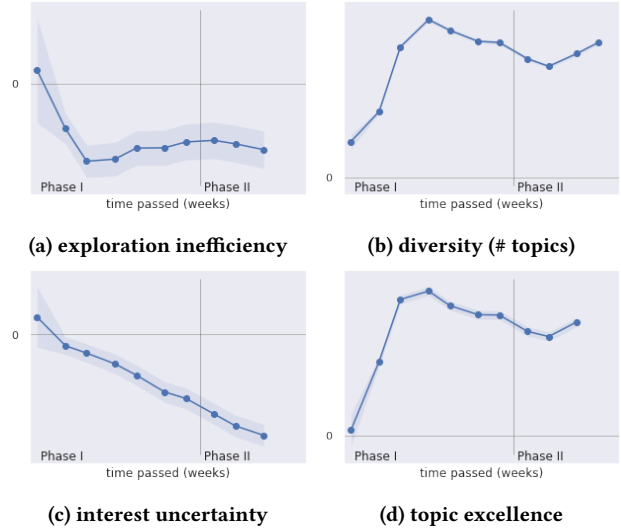 0
Phase I
Phase II
time passed (weeks)
(a) exploration inefficiency
0
Phase I
Phase II
time passed (weeks)
(b) diversity (# topics)
0
Phase I
Phase II
time passed (weeks)
(c) interest uncertainty
0
Phase I
Phase II
time passed (weeks)
(d) topic excellence